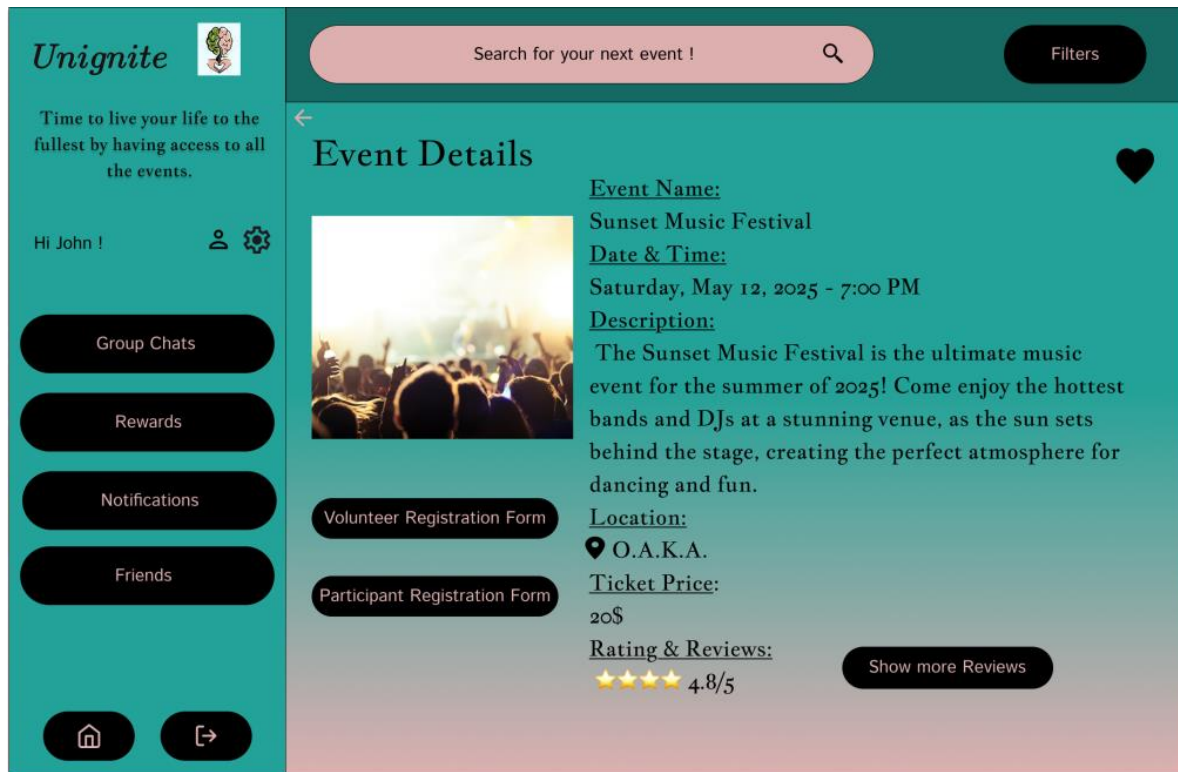 Unignite
Time to live your life to the
fullest by having access to all
the events.
Hi John !
Group Chats
Rewards
Notifications
Friends
Search for your next event !
Filters
Event Details
Event Name:
Sunset Music Festival
Date & Time:
Saturday, May 12, 2025 - 7:00 PM
Description:
The Sunset Music Festival is the ultimate music
event for the summer of 2025! Come enjoy the hottest
bands and DJs at a stunning venue, as the sun sets
behind the stage, creating the perfect atmosphere for
dancing and fun.
Location:
O.A.K.A.
Ticket Price:
20$
Rating & Reviews:
4.8/5
Show more Reviews
Volunteer Registration Form
Participant Registration Form